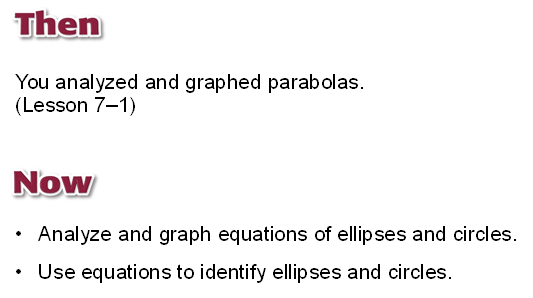 Then
You analyzed and graphed parabolas.
(Lesson 7–1)
Now
• Analyze and graph equations of ellipses and circles.
• Use equations to identify ellipses and circles.